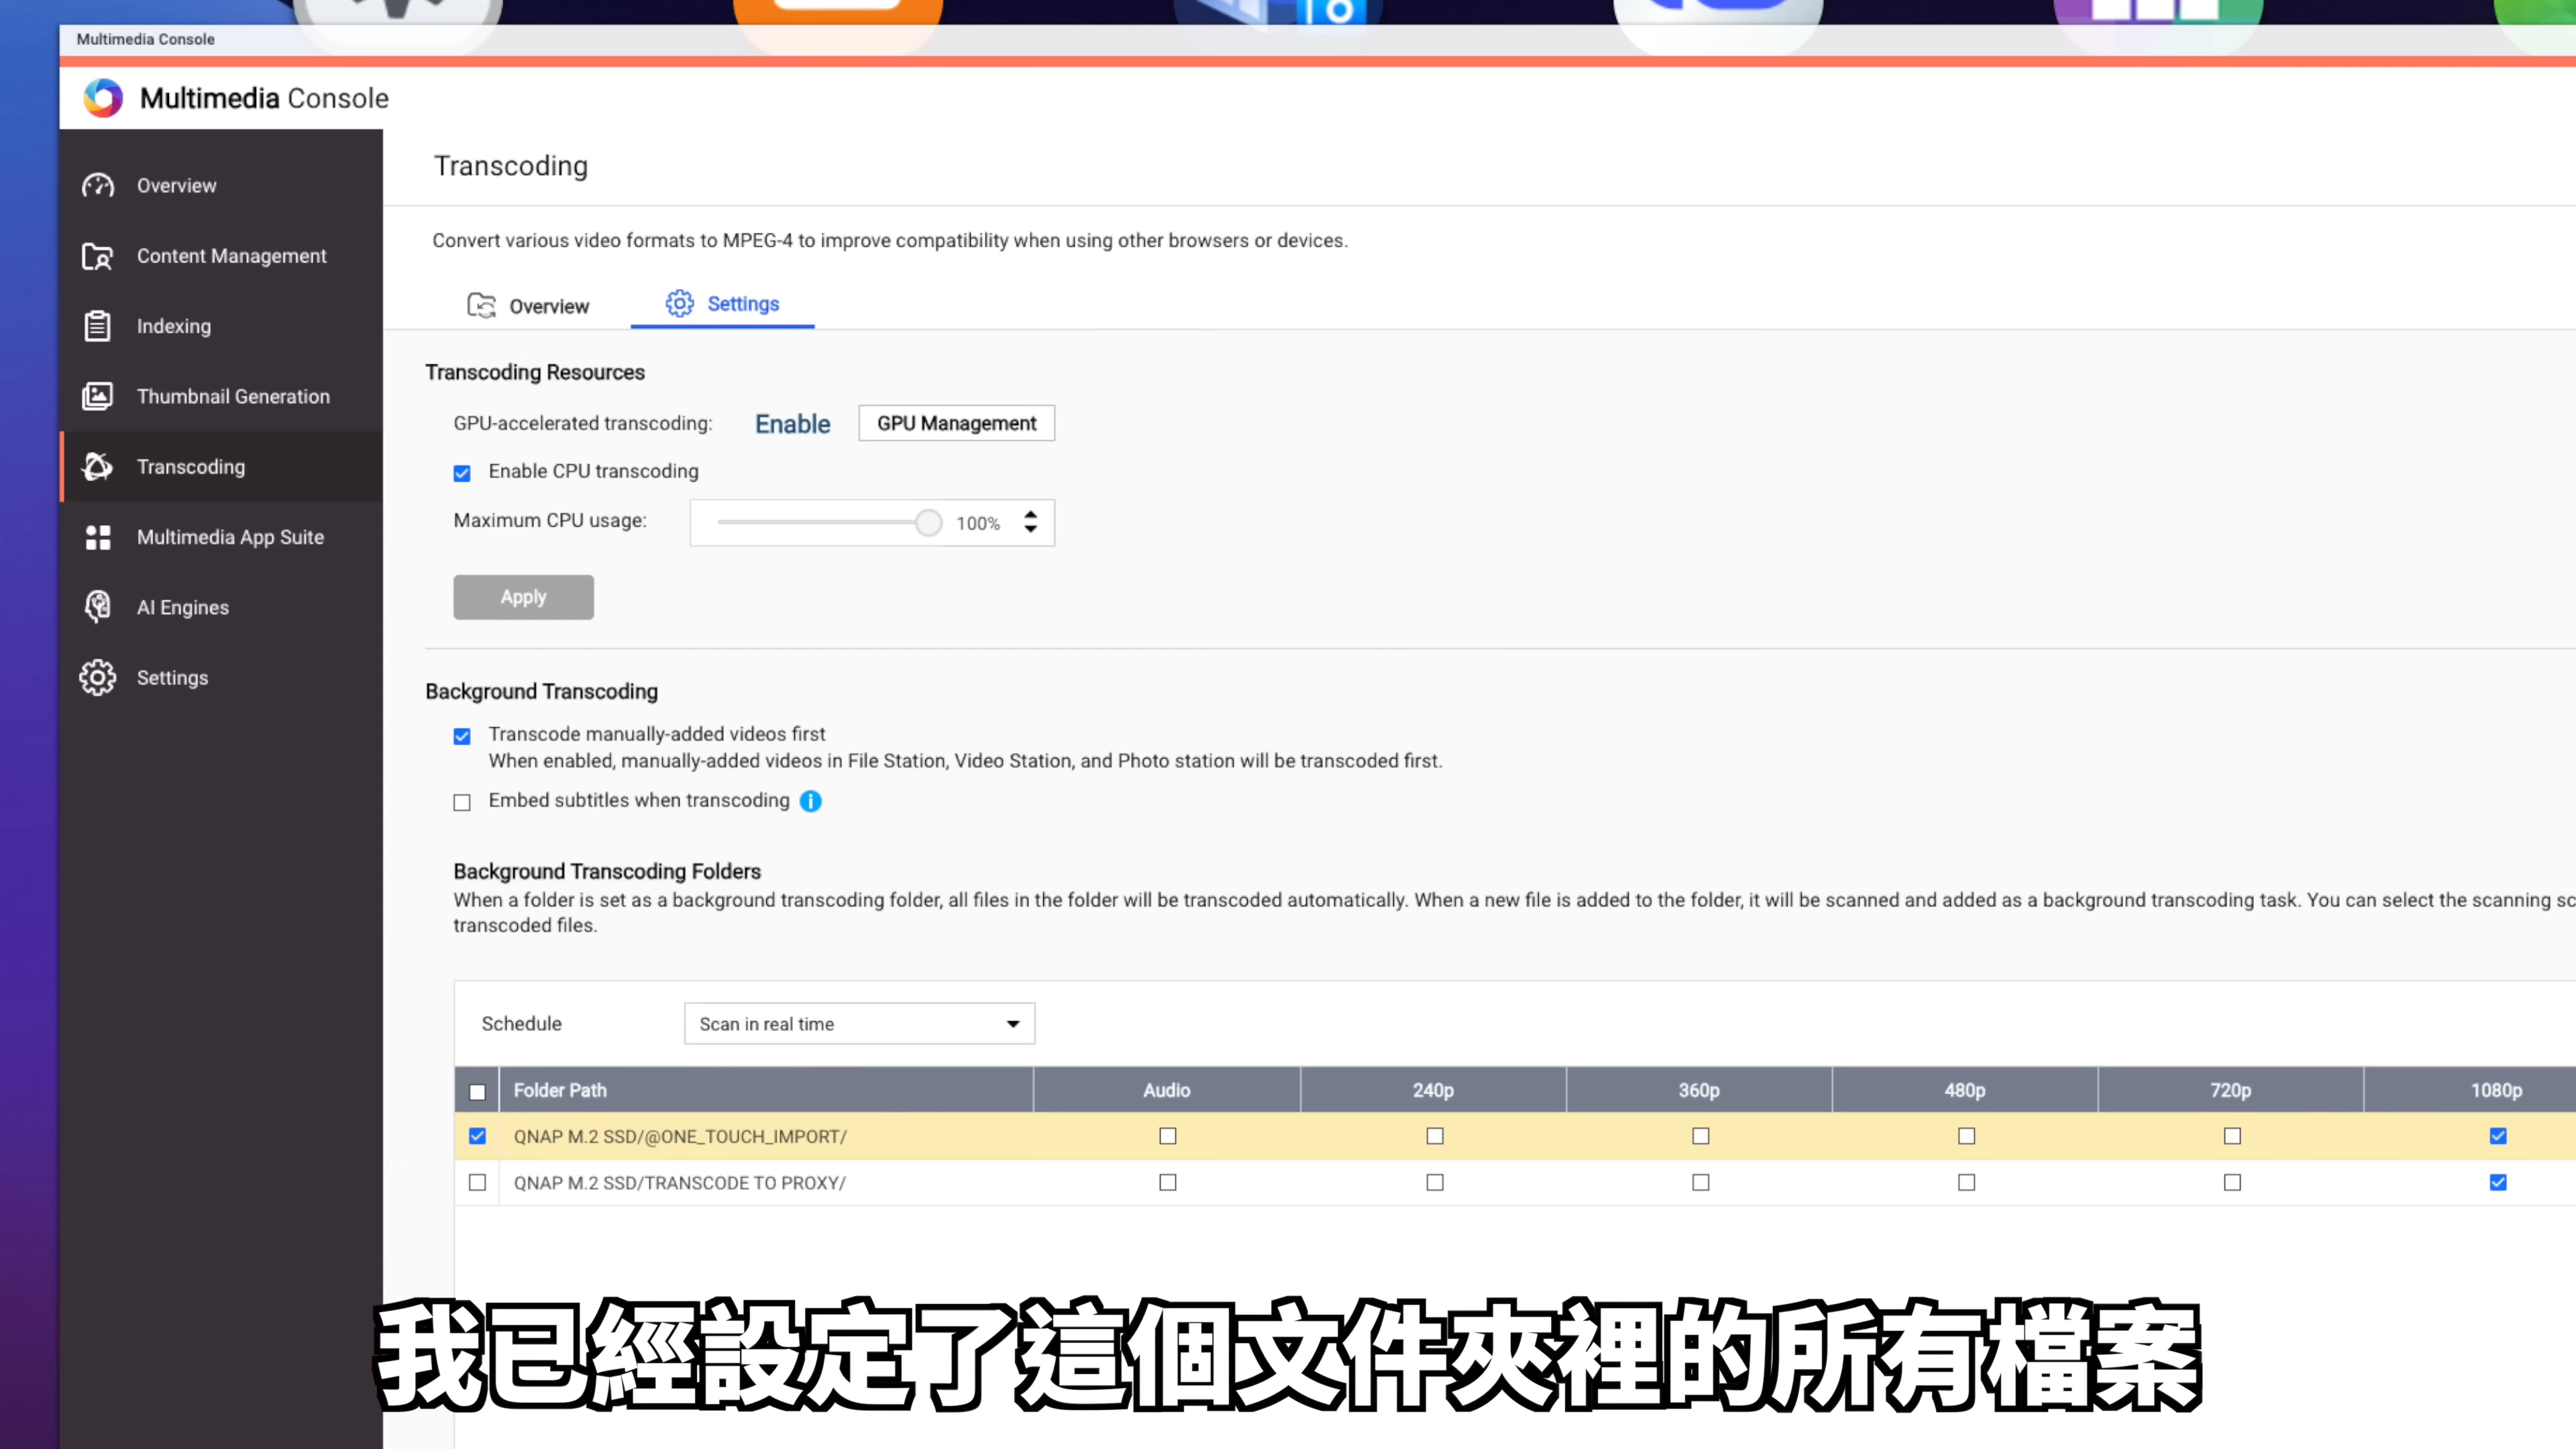 Multimedia Console
Multimedia Console
Overview
Content Management
Indexing
Thumbnail Generation
Transcoding
Multimedia App Suite
AI Engines
Settings
Transcoding
Convert various video formats to MPEG-4 to improve compatibility when using other browsers or devices.
Overview
Settings
Transcoding Resources
GPU-accelerated transcoding: Enable GPU Management
Enable CPU transcoding
Maximum CPU usage: 100%
Apply
Background Transcoding
Transcode manually-added videos first
When enabled, manually-added videos in File Station, Video Station, and Photo station will be transcoded first.
Embed subtitles when transcoding
Background Transcoding Folders
When a folder is set as a background transcoding folder, all files in the folder will be transcoded automatically. When a new file is added to the folder, it will be scanned and added as a background transcoding task. You can select the scanning sc
transcoded files.
Schedule Scan in real time
Folder Path Audio 240p 360p 480p 720p 1080p
QNAP M.2 SSD/@ONE_TOUCH_IMPORT/
QNAP M.2 SSD/TRANSCODE TO PROXY/
我已經設定了這個文件夾裡的所有檔案